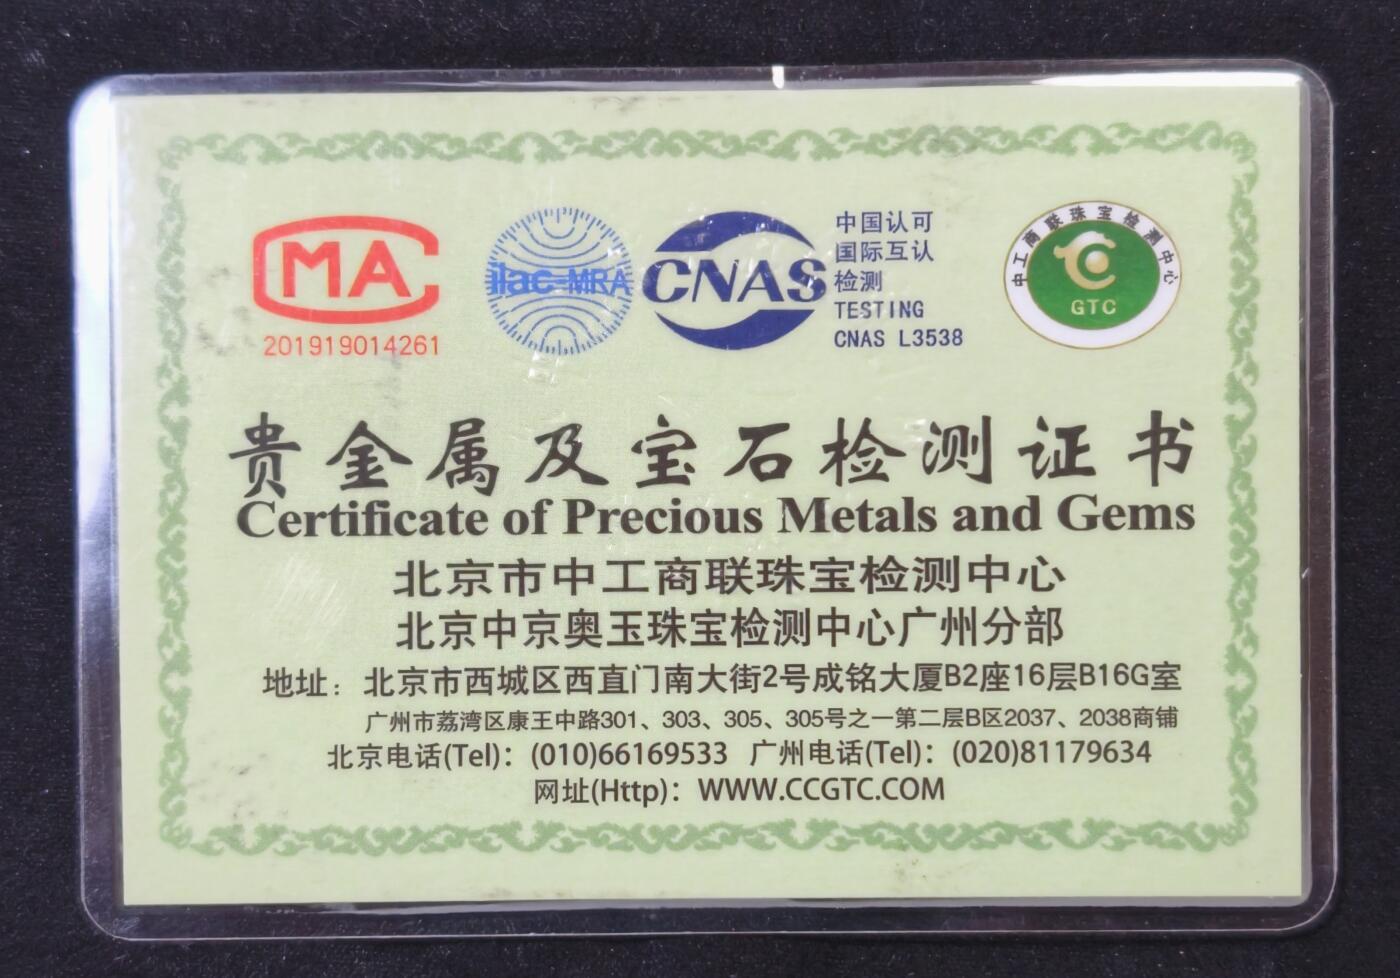 MA
201919014261
ilac-MRA
CNAS
中国认可
国际互认
检测
TESTING
CNAS L3538
中工商联珠宝检测中心
GTC
贵金属及宝石检测证书
Certificate of Precious Metals and Gems
北京市中工商联珠宝检测中心
北京中京奥玉珠宝检测中心广州分部
地址：北京市西城区西直门南大街2号成铭大厦B2座16层B16G室
广州市荔湾区康王中路301、303、305、305号之一第二层B区2037、2038商铺
北京电话(Tel)：(010)66169533 广州电话(Tel)：(020)81179634
网址(Http)：WWW.CCGTC.COM